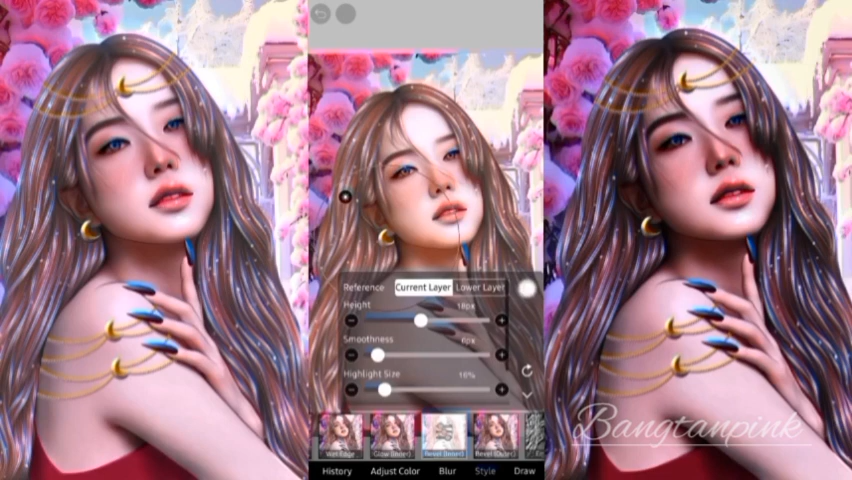 Reference Current Layer Lower Layer
Height 18px
Smoothness 6px
Highlight Size 18%
Wet Edge Glow (Inner) Bevel (Inner) Bevel (Outer)
History Adjust Color Blur Style Draw
Bangtanpink